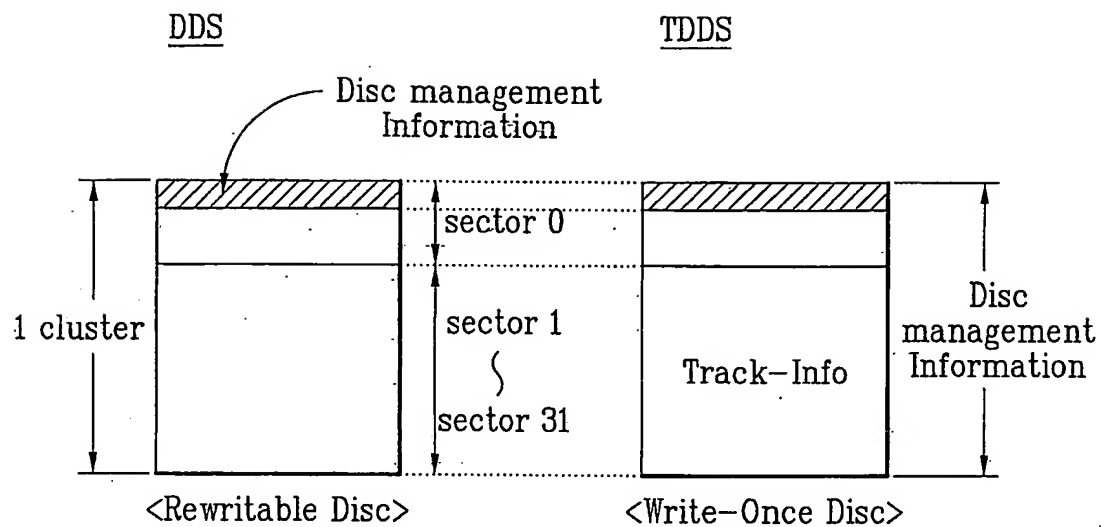 DDS
TDDS
Disc management
Information
sector 0
1 cluster
sector 1
sector 31
Track-Info
Disc
management
Information
<Rewritable Disc>
<Write-Once Disc>